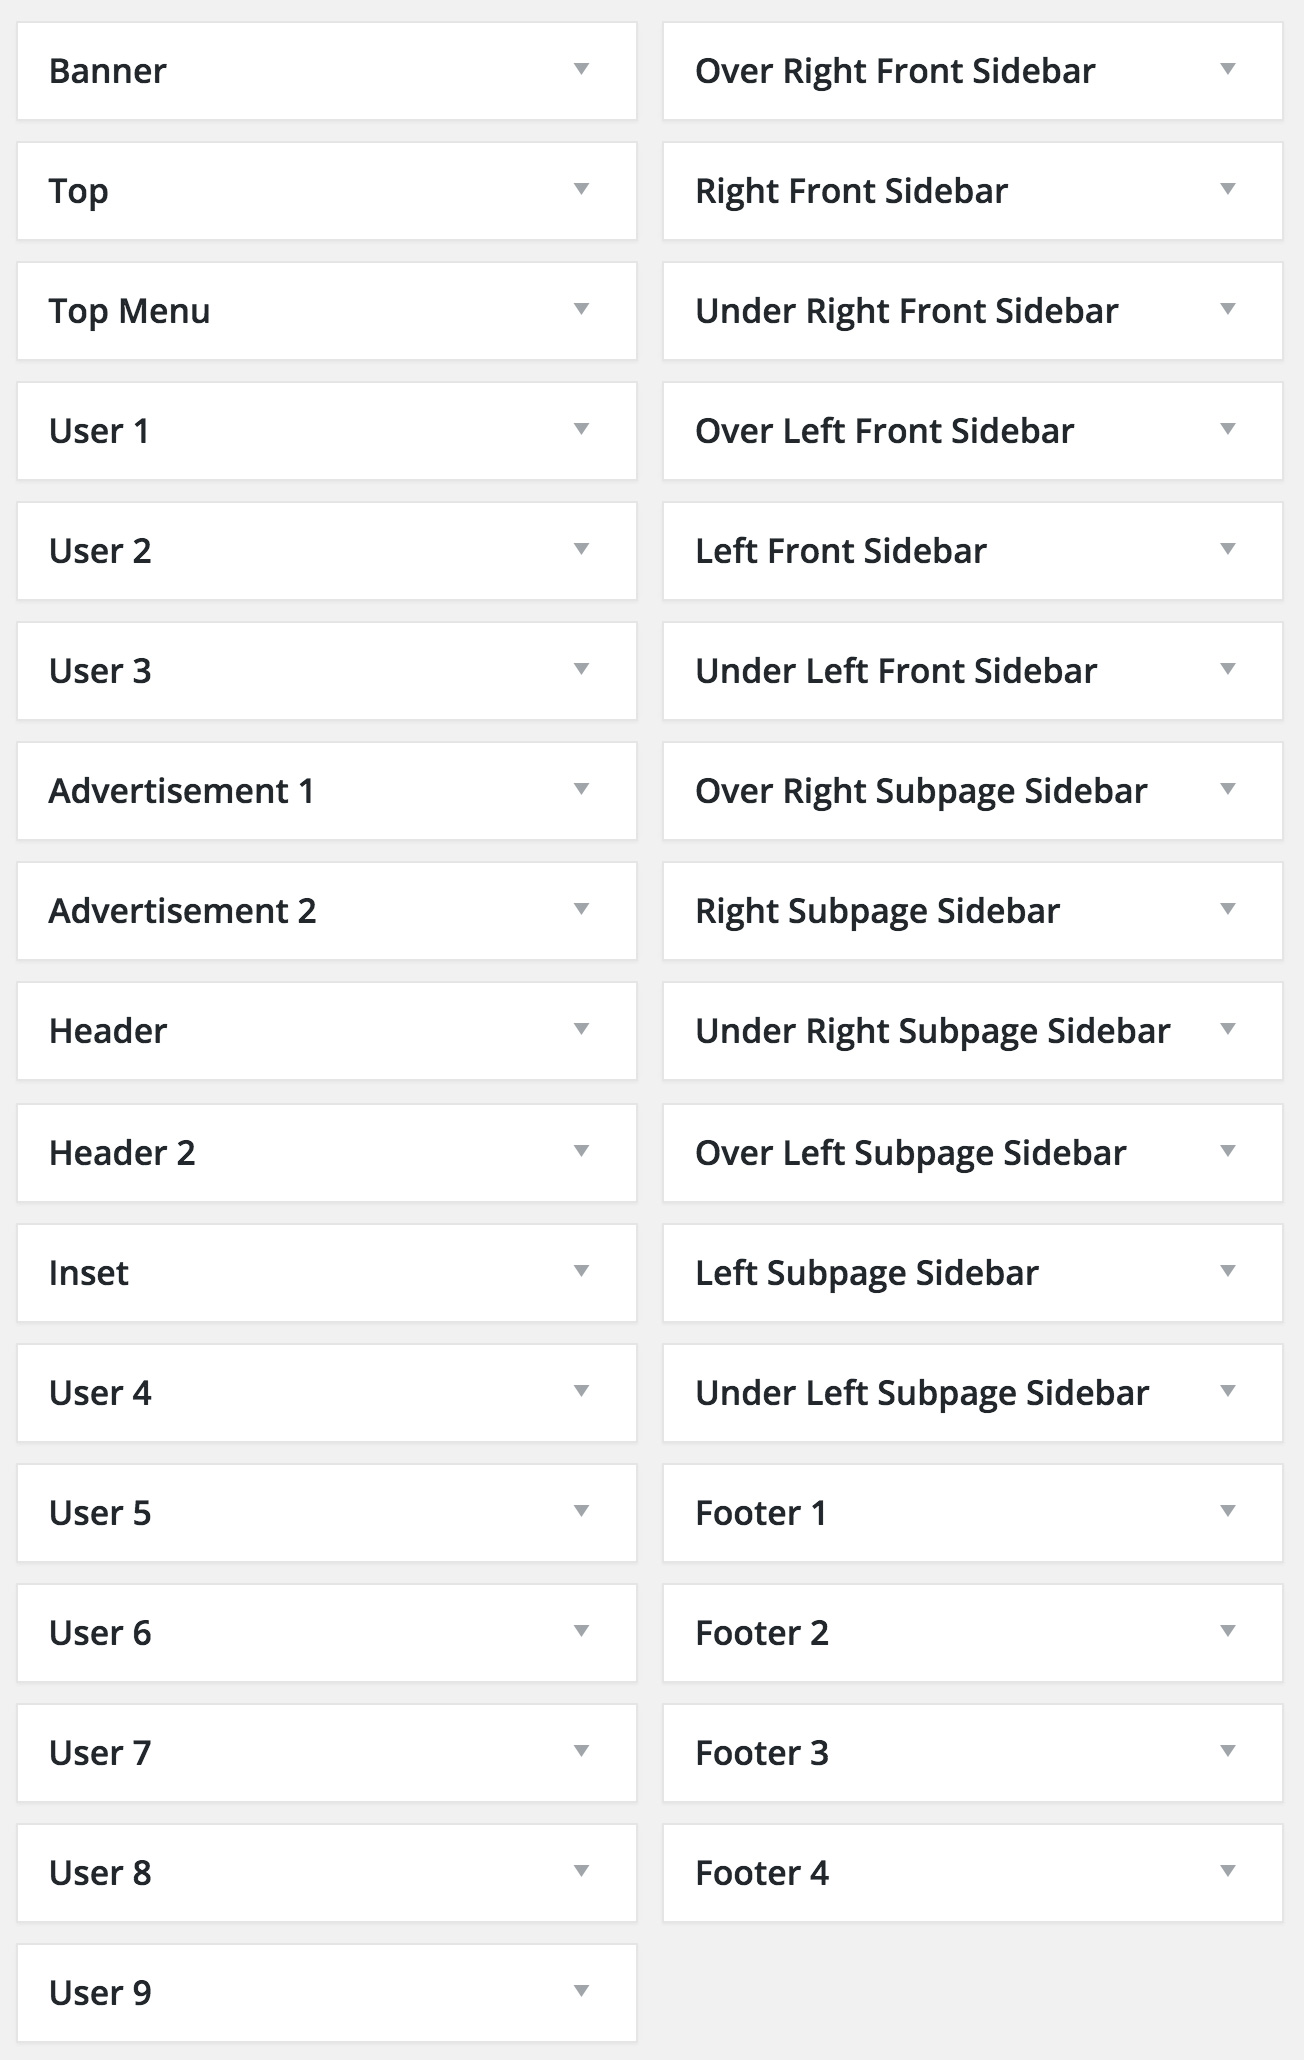 Banner
Top
Top Menu
User 1
User 2
User 3
Advertisement 1
Advertisement 2
Header
Header 2
Inset
User 4
User 5
User 6
User 7
User 8
User 9
Over Right Front Sidebar
Right Front Sidebar
Under Right Front Sidebar
Over Left Front Sidebar
Left Front Sidebar
Under Left Front Sidebar
Over Right Subpage Sidebar
Right Subpage Sidebar
Under Right Subpage Sidebar
Over Left Subpage Sidebar
Left Subpage Sidebar
Under Left Subpage Sidebar
Footer 1
Footer 2
Footer 3
Footer 4